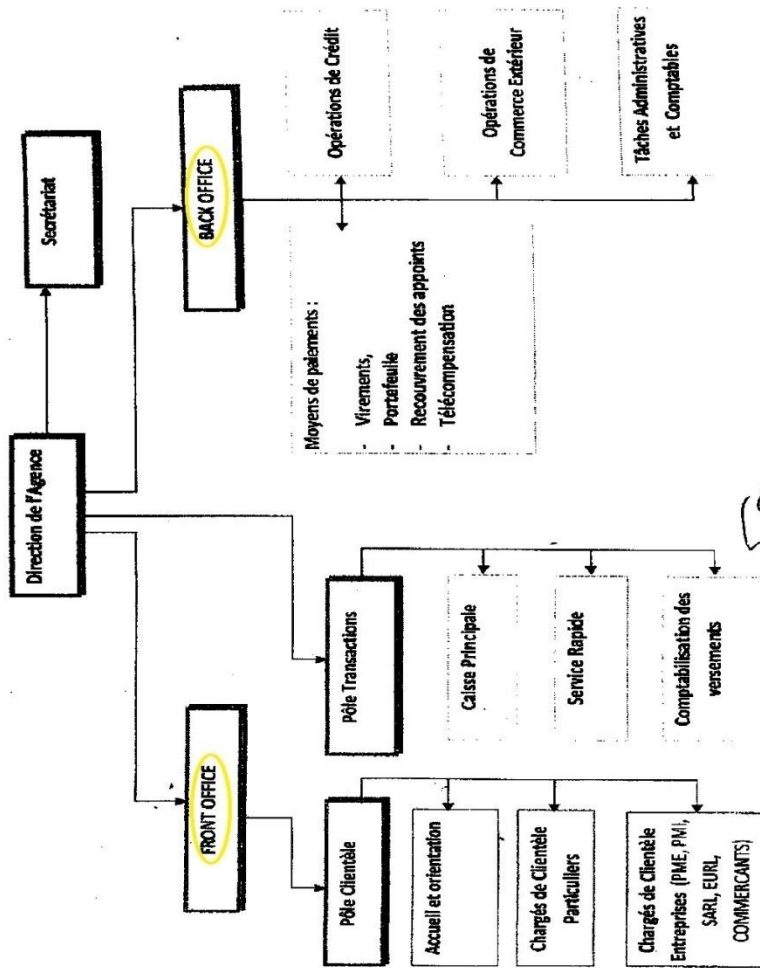 Direction de l'Agence
Secrétariat
FRONT OFFICE
BACK OFFICE
Pôle Clientèle
Accueil et orientation
Chargés de Clientèle
Particuliers
Chargés de Clientèle
Entreprises (PME, PMI,
SARL, EURL,
COMMERCANTS)
Pôle Transactions
Caisse Principale
Service Rapide
Comptabilisation des
versements
Moyens de paiements :
- Virements,
- Portafeuille
- Recouvrement des appoints
- Télécompensation
Opérations de Crédit
Opérations de
Commerce Extérieur
Tâches Administratives
et Comptables